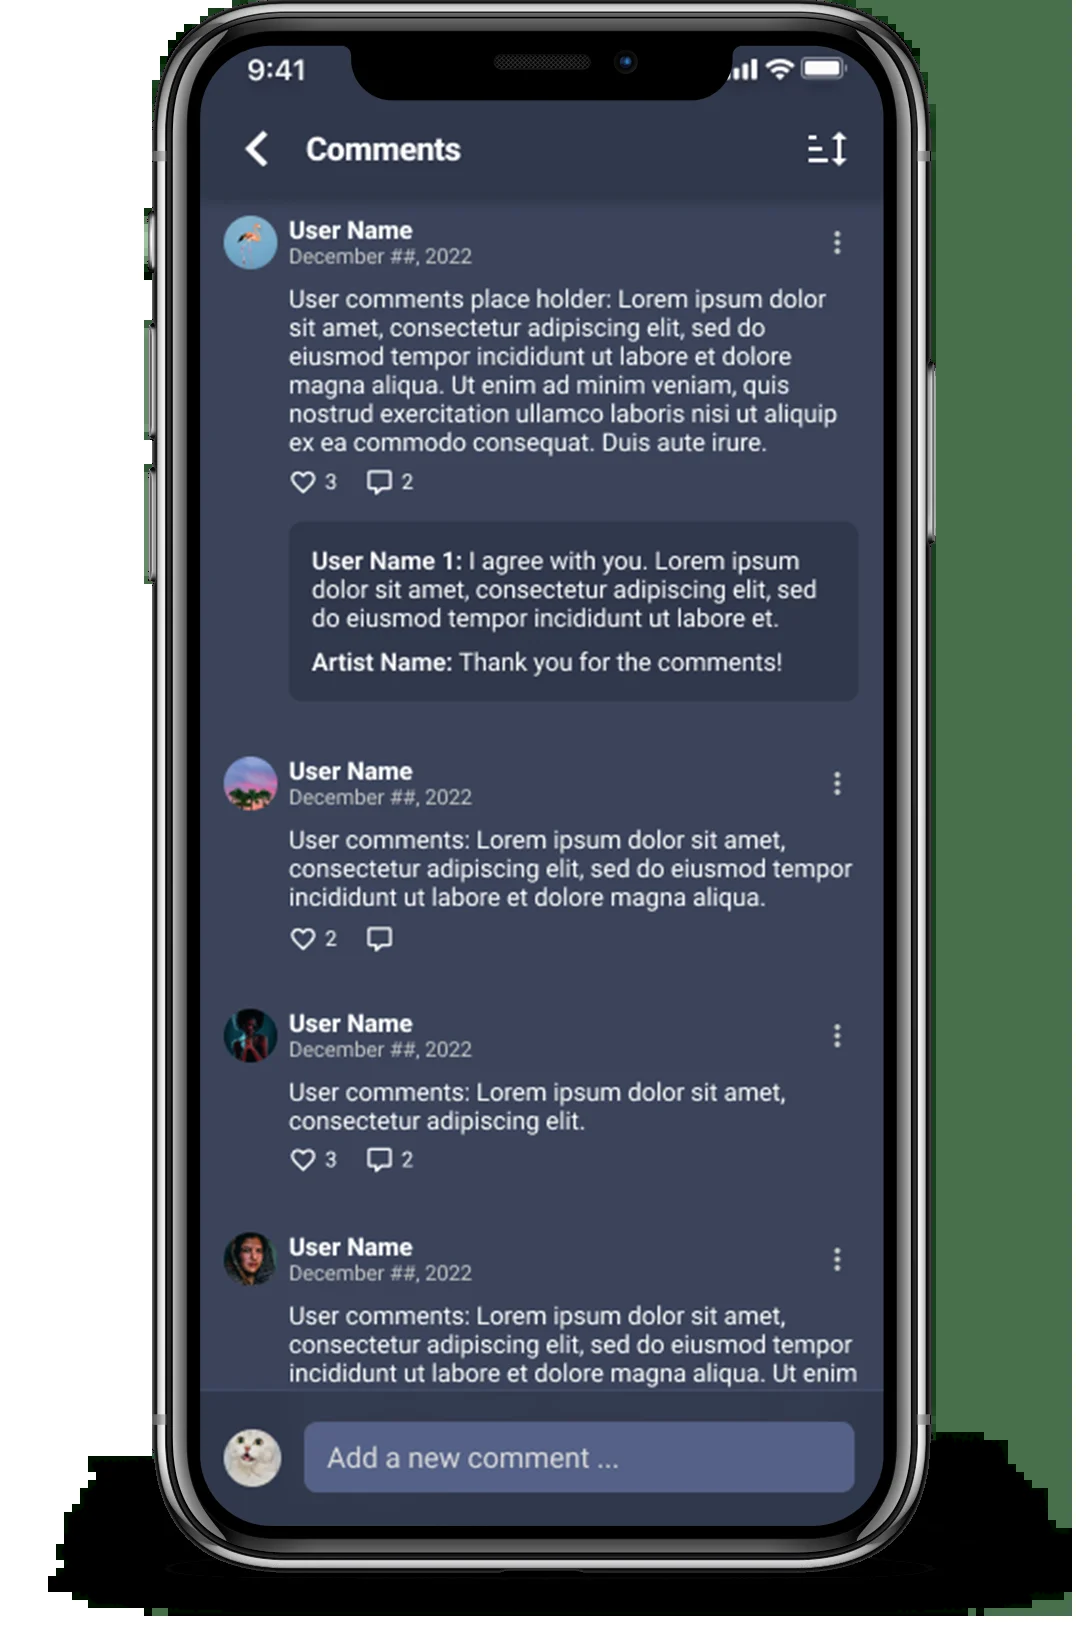 9:41
Comments
User Name
December ##, 2022
User comments place holder: Lorem ipsum dolor
sit amet, consectetur adipiscing elit, sed do
eiusmod tempor incididunt ut labore et dolore
magna aliqua. Ut enim ad minim veniam, quis
nostrud exercitation ullamco laboris nisi ut aliquip
ex ea commodo consequat. Duis aute irure.
3 2
User Name 1: I agree with you. Lorem ipsum
dolor sit amet, consectetur adipiscing elit, sed
do eiusmod tempor incididunt ut labore et.
Artist Name: Thank you for the comments!
User Name
December ##, 2022
User comments: Lorem ipsum dolor sit amet,
consectetur adipiscing elit, sed do eiusmod tempor
incididunt ut labore et dolore magna aliqua.
2
User Name
December ##, 2022
User comments: Lorem ipsum dolor sit amet,
consectetur adipiscing elit.
3 2
User Name
December ##, 2022
User comments: Lorem ipsum dolor sit amet,
consectetur adipiscing elit, sed do eiusmod tempor
incididunt ut labore et dolore magna aliqua. Ut enim
Add a new comment ...